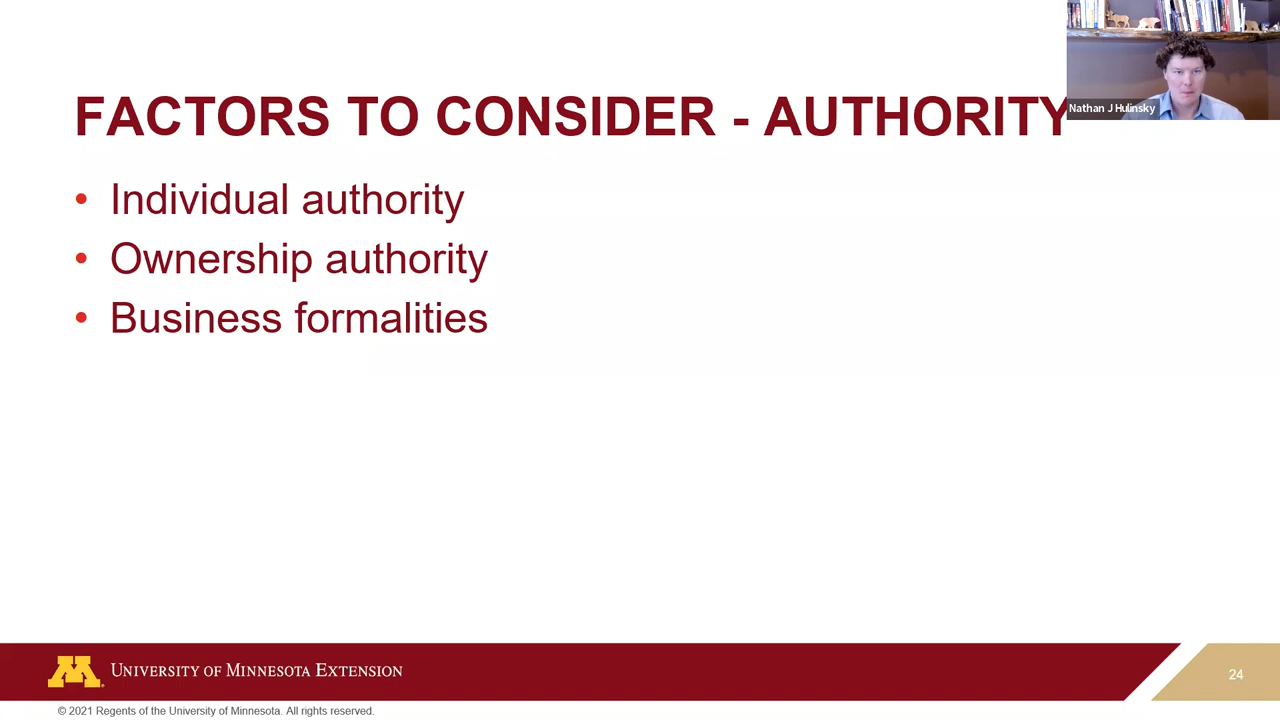 FACTORS TO CONSIDER - AUTHORITY
Nathan J Hulinsky
• Individual authority
• Ownership authority
• Business formalities
UNIVERSITY OF MINNESOTA EXTENSION
24
© 2021 Regents of the University of Minnesota. All rights reserved.